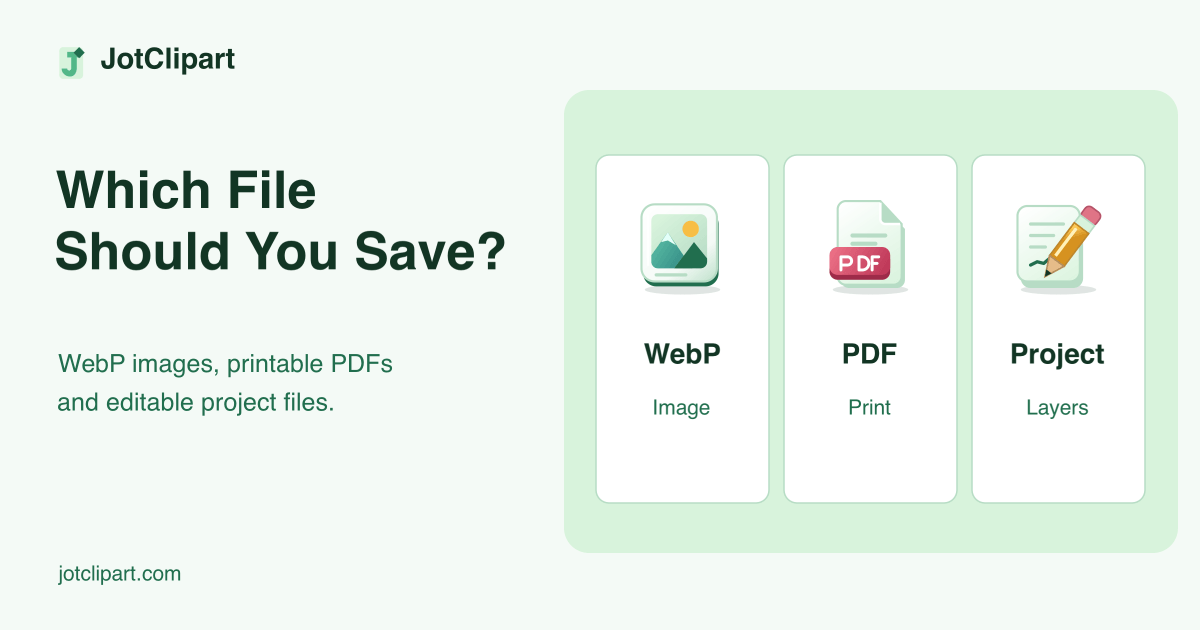 JotClipart
Which File
Should You Save?
WebP images, printable PDFs
and editable project files.
jotclipart.com
WebP
Image
PDF
PDF
Print
Project
Layers